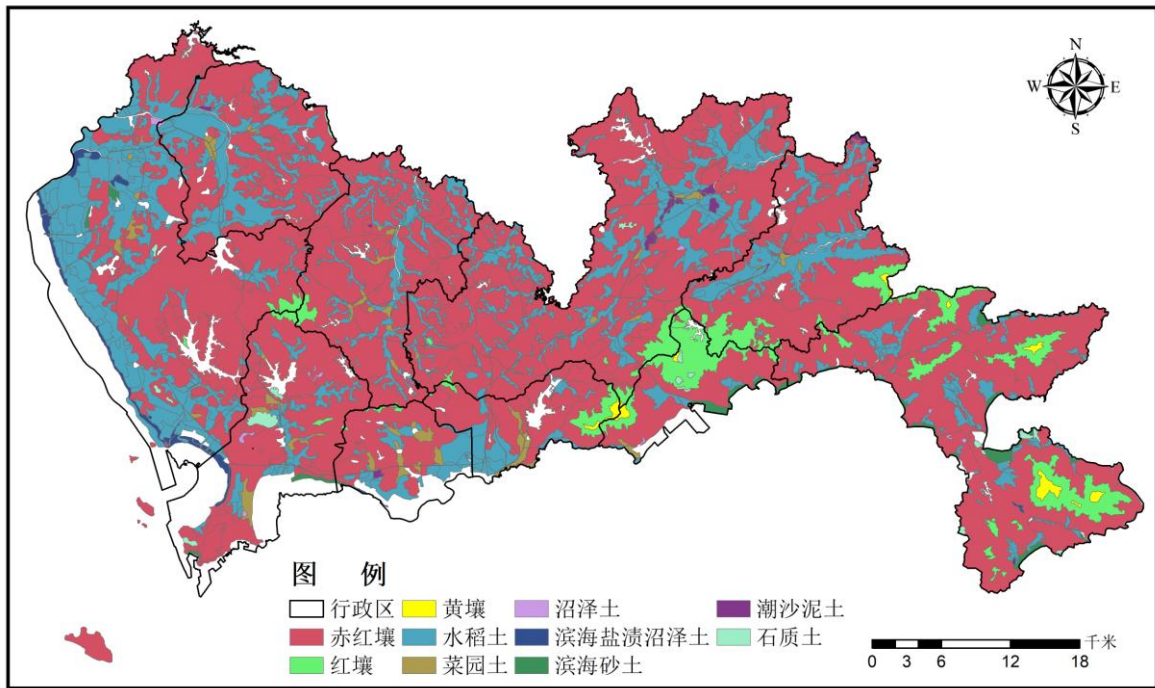 N
W E
S
图 例
行政区 黄壤 沼泽土 潮沙泥土
赤红壤 水稻土 滨海盐渍沼泽土 石质土
红壤 菜园土 滨海砂土
千米
0 3 6 12 18